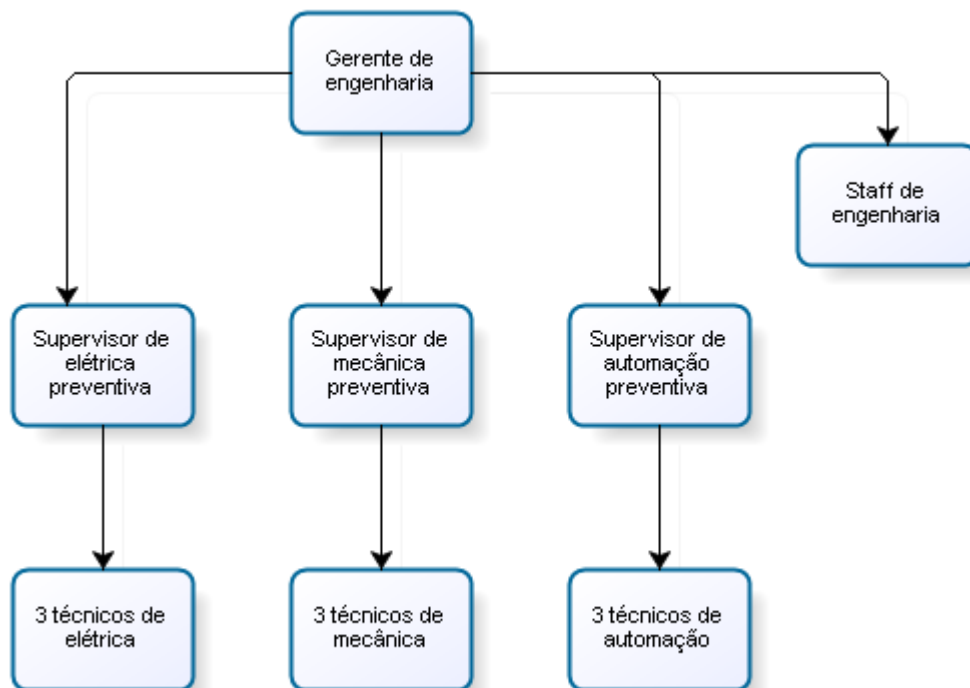 Gerente de
engenharia
Staff de
engenharia
Supervisor de
elétrica
preventiva
Supervisor de
mecânica
preventiva
Supervisor de
automação
preventiva
3 técnicos de
elétrica
3 técnicos de
mecânica
3 técnicos de
automação